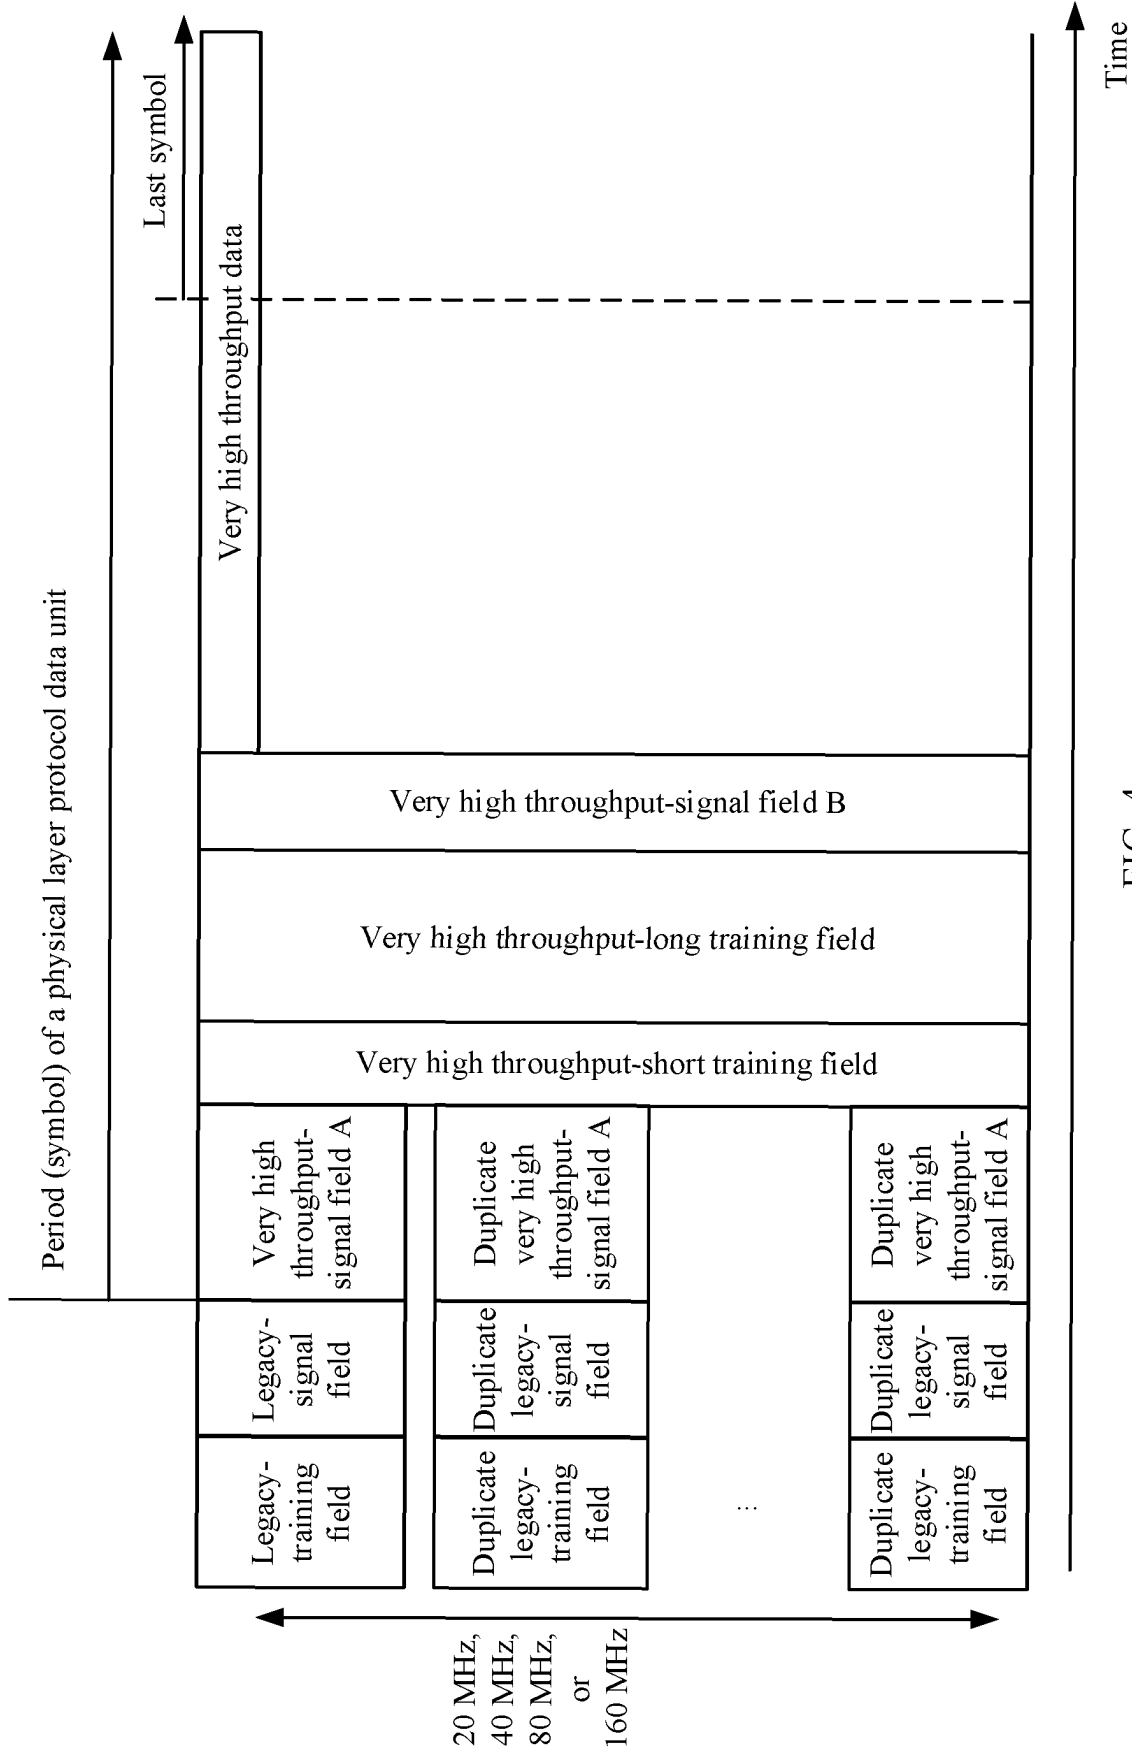 Period (symbol) of a physical layer protocol data unit
Last symbol
Legacy-
training
field
Legacy-
signal
field
Very high
throughput-
signal field A
Very high throughput data
Duplicate
legacy-
training
field
Duplicate
legacy-
signal
field
Duplicate
very high
throughput-
signal field A
...
Duplicate
legacy-
training
field
Duplicate
legacy-
signal
field
Duplicate
very high
throughput-
signal field A
Very high throughput-short training field
Very high throughput-long training field
Very high throughput-signal field B
20 MHz,
40 MHz,
80 MHz,
or
160 MHz
Time
FIG. 4